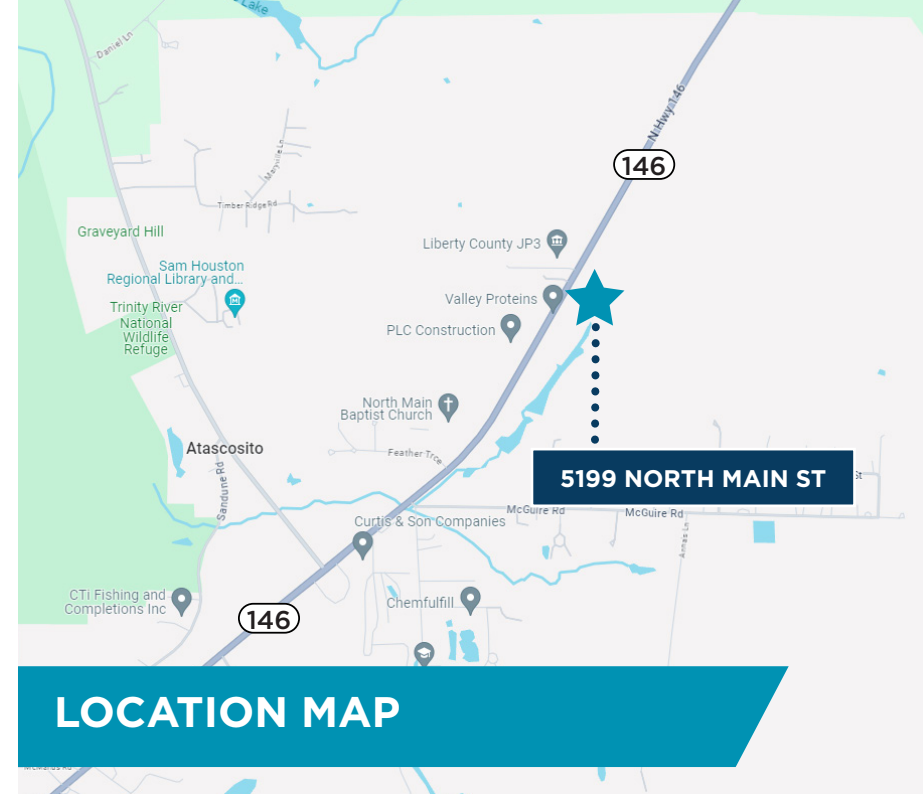 Lake
Daniel Ln
N Hwy 146
Maryville Ln
146
Timber Ridge Rd
Graveyard Hill
Liberty County JP3
Sam Houston
Regional Library and...
Valley Proteins
Trinity River
National
Wildlife
Refuge
PLC Construction
North Main
Baptist Church
Atascosito
Feather Trce
Sandune Rd
5199 NORTH MAIN ST
St
McGuire Rd
McGuire Rd
Curtis & Son Companies
Annas Ln
CTi Fishing and
Completions Inc
Chemfulfill
146
LOCATION MAP